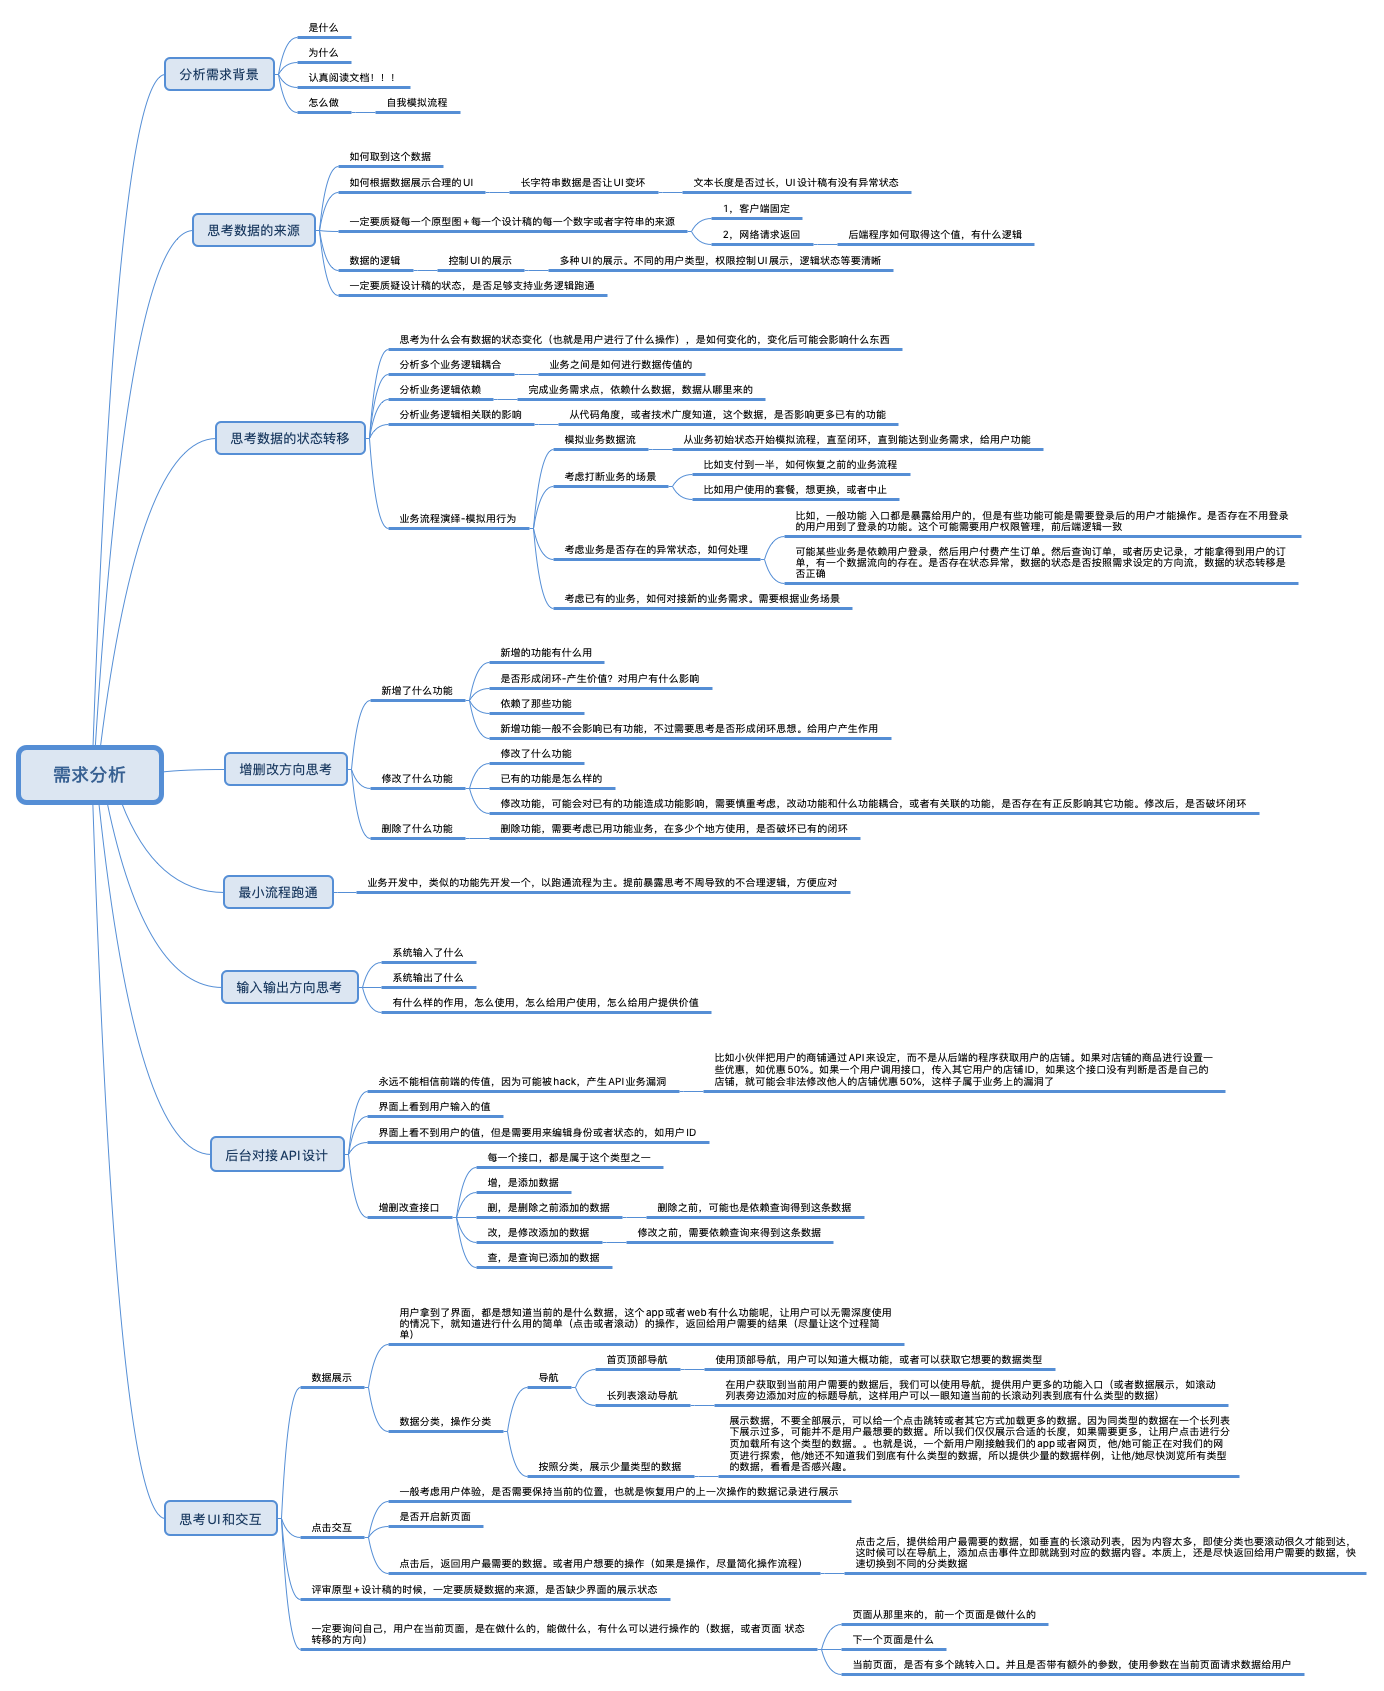 需求分析
分析需求背景
是什么
为什么
认真阅读文档！！！
怎么做
自我模拟流程
思考数据的来源
如何取到这个数据
如何根据数据展示合理的UI
长字符串数据是否让UI变坏
文本长度是否过长，UI设计稿有没有异常状态
一定要质疑每一个原型图+每一个设计稿的每一个数字或者字符串的来源
1，客户端固定
2，网络请求返回
后端程序如何取得这个值，有什么逻辑
数据的逻辑
控制UI的展示
多种UI的展示。不同的用户类型，权限控制UI展示，逻辑状态等要清晰
一定要质疑设计稿的状态，是否足够支持业务逻辑跑通
思考数据的状态转移
思考为什么会有数据的状态变化（也就是用户进行了什么操作），是如何变化的，变化后可能会影响什么东西
分析多个业务逻辑耦合
业务之间是如何进行数据传值的
分析业务逻辑依赖
完成业务需求点，依赖什么数据，数据从哪里来的
分析业务逻辑相关联的影响
从代码角度，或者技术广度知道，这个数据，是否影响更多已有的功能
业务流程演绎-模拟用行为
模拟业务数据流
从业务初始状态开始模拟流程，直至闭环，直到能达到业务需求，给用户功能
考虑打断业务的场景
比如支付到一半，如何恢复之前的业务流程
比如用户使用的套餐，想更换，或者中止
考虑业务是否存在的异常状态，如何处理
比如，一般功能 入口都是暴露给用户的，但是有些功能可能是需要登录后的用户才能操作。是否存在不用登录
的用户用到了登录的功能。这个可能需要用户权限管理，前后端逻辑一致
可能某些业务是依赖用户登录，然后用户付费产生订单。然后查询订单，或者历史记录，才能拿得到用户的订
单，有一个数据流向的存在。是否存在状态异常，数据的状态是否按照需求设定的方向流，数据的状态转移是
否正确
考虑已有的业务，如何对接新的业务需求。需要根据业务场景
增删改方向思考
新增了什么功能
新增的功能有什么用
是否形成闭环-产生价值？对用户有什么影响
依赖了那些功能
新增功能一般不会影响已有功能，不过需要思考是否形成闭环思想。给用户产生作用
修改了什么功能
修改了什么功能
已有的功能是怎么样的
修改功能，可能会对已有的功能造成功能影响，需要慎重考虑，改动功能和什么功能耦合，或者有关联的功能，是否存在有正反影响其它功能。修改后，是否破坏闭环
删除了什么功能
删除功能，需要考虑已用功能业务，在多少个地方使用，是否破坏已有的闭环
最小流程跑通
业务开发中，类似的功能先开发一个，以跑通流程为主。提前暴露思考不周导致的不合理逻辑，方便应对
输入输出方向思考
系统输入了什么
系统输出了什么
有什么样的作用，怎么使用，怎么给用户使用，怎么给用户提供价值
后台对接API设计
永远不能相信前端的传值，因为可能被hack，产生API业务漏洞
比如小伙伴把用户的商铺通过API来设定，而不是从后端的程序获取用户的店铺。如果对店铺的商品进行设置一
些优惠，如优惠50%。如果一个用户调用接口，传入其它用户的店铺ID，如果这个接口没有判断是否是自己的
店铺，就可能会非法修改他人的店铺优惠50%，这样子属于业务上的漏洞了
界面上看到用户输入的值
界面上看不到用户的值，但是需要用来编辑身份或者状态的，如用户ID
增删改查接口
每一个接口，都是属于这个类型之一
增，是添加数据
删，是删除之前添加的数据
删除之前，可能也是依赖查询得到这条数据
改，是修改添加的数据
修改之前，需要依赖查询来得到这条数据
查，是查询已添加的数据
思考UI和交互
数据展示
用户拿到了界面，都是想知道当前的是什么数据，这个app或者web有什么功能呢，让用户可以无需深度使用
的情况下，就知道进行什么用的简单（点击或者滚动）的操作，返回给用户需要的结果（尽量让这个过程简
单）
数据分类，操作分类
导航
首页顶部导航
使用顶部导航，用户可以知道大概功能，或者可以获取它想要的数据类型
长列表滚动导航
在用户获取到当前用户需要的数据后，我们可以使用导航，提供用户更多的功能入口（或者数据展示，如滚动
列表旁边添加对应的标题导航，这样用户可以一眼知道当前的长滚动列表到底有什么类型的数据）
按照分类，展示少量类型的数据
展示数据，不要全部展示，可以给一个点击跳转或者其它方式加载更多的数据。因为同类型的数据在一个长列表
下展示过多，可能并不是用户最想要的数据。所以我们仅仅展示合适的长度，如果需要更多，让用户点击进行分
页加载所有这个类型的数据。。也就是说，一个新用户刚接触我们的app或者网页，他/她可能正在对我们的网
页进行探索，他/她还不知道我们到底有什么类型的数据，所以提供少量的数据样例，让他/她尽快浏览所有类型
的数据，看看是否感兴趣。
点击交互
一般考虑用户体验，是否需要保持当前的位置，也就是恢复用户的上一次操作的数据记录进行展示
是否开启新页面
点击后，返回用户最需要的数据。或者用户想要的操作（如果是操作，尽量简化操作流程）
点击之后，提供给用户最需要的数据，如垂直的长滚动列表，因为内容太多，即使分类也要滚动很久才能到达，
这时候可以在导航上，添加点击事件立即就跳到对应的数据内容。本质上，还是尽快返回给用户需要的数据，快
速切换到不同的分类数据
评审原型+设计稿的时候，一定要质疑数据的来源，是否缺少界面的展示状态
一定要询问自己，用户在当前页面，是在做什么的，能做什么，有什么可以进行操作的（数据，或者页面 状态
转移的方向）
页面从那里来的，前一个页面是做什么的
下一个页面是什么
当前页面，是否有多个跳转入口。并且是否带有额外的参数，使用参数在当前页面请求数据给用户